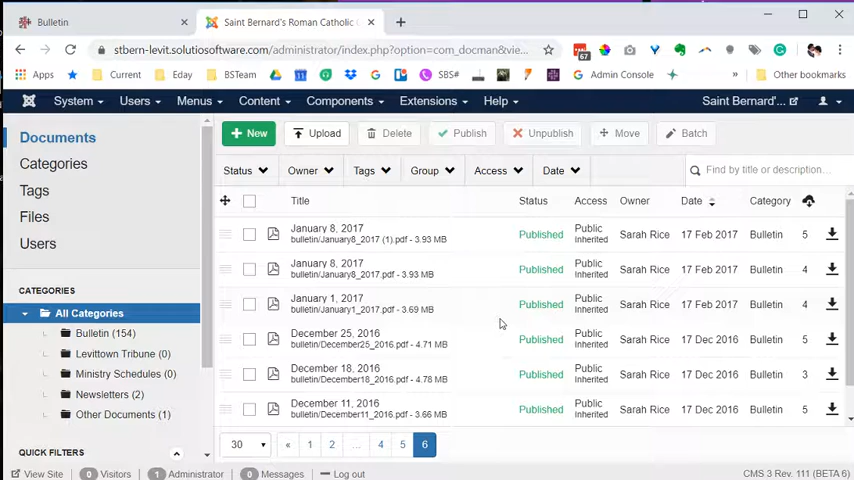 Bulletin
Saint Bernard's Roman Catholic C
stbern-levit.solutiosoftware.com/administrator/index.php?option=com_docman&vie...
67
Apps Current Eday BSTeam SBS# Admin Console » Other bookmarks
System Users Menus Content Components Extensions Help Saint Bernard'...
Documents
Categories
Tags
Files
Users
CATEGORIES
All Categories
Bulletin (154)
Levittown Tribune (0)
Ministry Schedules (0)
Newsletters (2)
Other Documents (1)
QUICK FILTERS
New Upload Delete Publish Unpublish Move Batch
Status Owner Tags Group Access Date Find by title or description...
Title Status Access Owner Date Category
January 8, 2017
bulletin/January8_2017 (1).pdf - 3.93 MB
Published Public Inherited Sarah Rice 17 Feb 2017 Bulletin 5
January 8, 2017
bulletin/January8_2017.pdf - 3.93 MB
Published Public Inherited Sarah Rice 17 Feb 2017 Bulletin 4
January 1, 2017
bulletin/January1_2017.pdf - 3.69 MB
Published Public Inherited Sarah Rice 17 Feb 2017 Bulletin 4
December 25, 2016
bulletin/December25_2016.pdf - 4.71 MB
Published Public Inherited Sarah Rice 17 Dec 2016 Bulletin 5
December 18, 2016
bulletin/December18_2016.pdf - 4.78 MB
Published Public Inherited Sarah Rice 17 Dec 2016 Bulletin 3
December 11, 2016
bulletin/December11_2016.pdf - 3.66 MB
Published Public Inherited Sarah Rice 17 Dec 2016 Bulletin 5
30 « 1 2 ... 4 5 6
View Site 0 Visitors 1 Administrator 0 Messages Log out CMS 3 Rev. 111 (BETA 6)